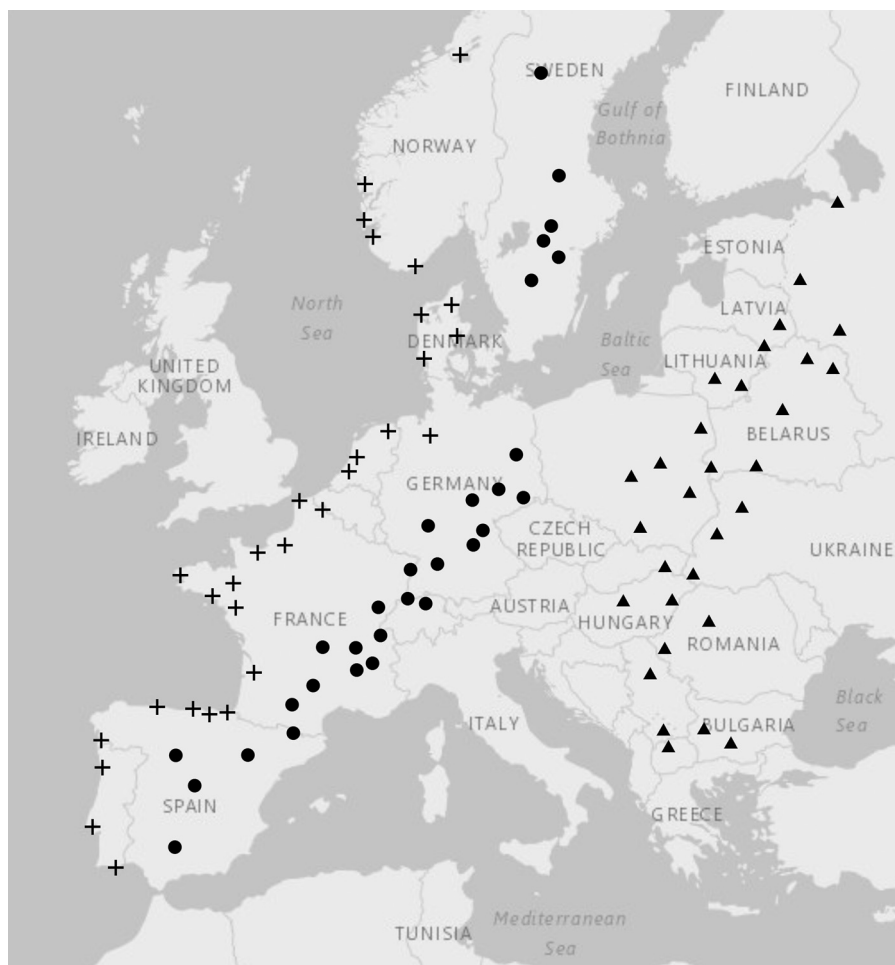 SWEDEN
FINLAND
Gulf of
Bothnia
NORWAY
ESTONIA
North
Sea
LATVIA
DENMARK
Baltic
Sea
LITHUANIA
UNITED
KINGDOM
IRELAND
BELARUS
GERMANY
CZECH
REPUBLIC
UKRAINE
AUSTRIA
FRANCE
HUNGARY
ROMANIA
Black
Sea
ITALY
BULGARIA
SPAIN
GREECE
Mediterranean
Sea
TUNISIA